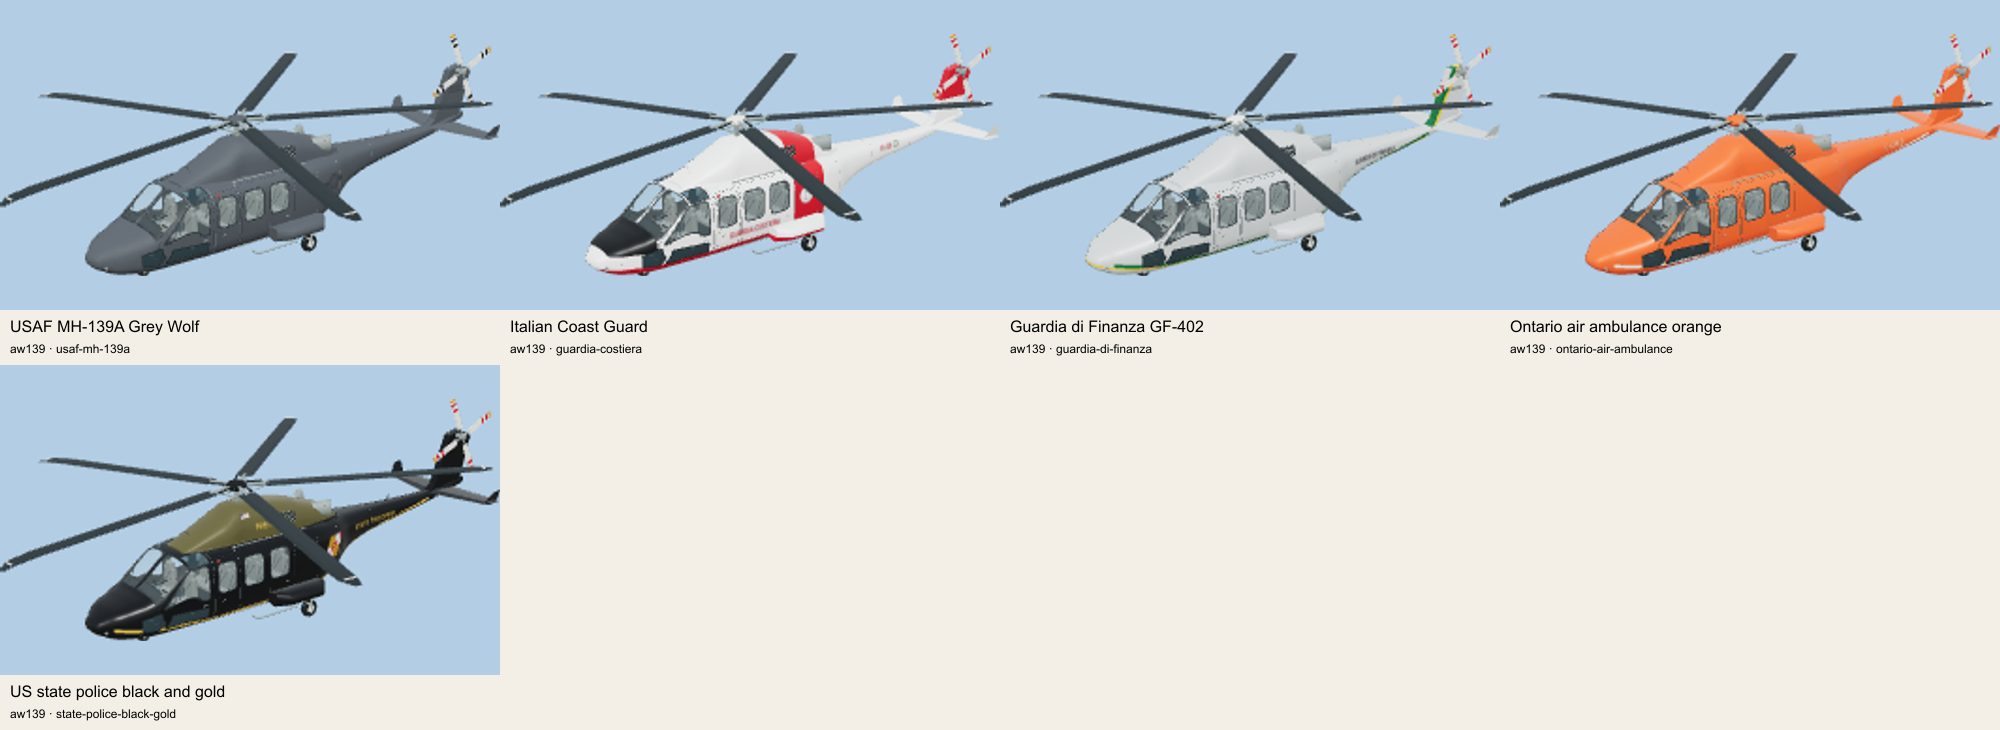 USAF MH-139A Grey Wolf
aw139 · usaf-mh-139a
Italian Coast Guard
aw139 · guardia-costiera
Guardia di Finanza GF-402
aw139 · guardia-di-finanza
Ontario air ambulance orange
aw139 · ontario-air-ambulance
GUARDIA COSTIERA
US state police black and gold
aw139 · state-police-black-gold